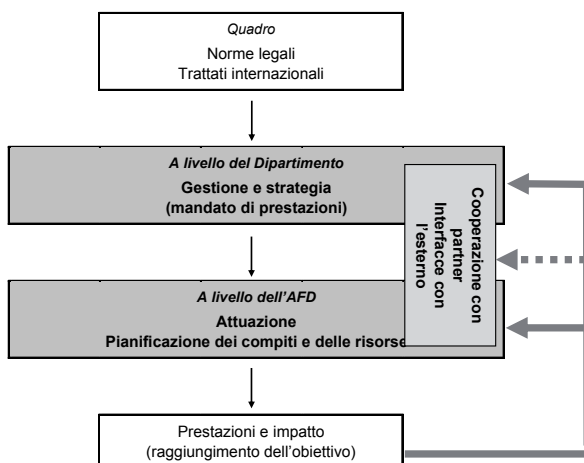 Quadro
Norme legali
Trattati internazionali
A livello del Dipartimento
Gestione e strategia
(mandato di prestazioni)
Cooperazione con
partner
Interfacce con
l'esterno
A livello dell'AFD
Attuazione
Pianificazione dei compiti e delle risorse
Prestazioni e impatto
(raggiungimento dell'obiettivo)